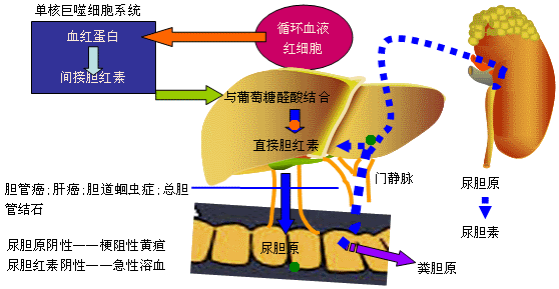 单核巨噬细胞系统
血红蛋白
间接胆红素
循环血液
红细胞
与葡萄糖醛酸结合
直接胆红素
门静脉
胆管癌;肝癌;胆道蛔虫症;总胆
管结石
尿胆原阴性——梗阻性黄疸
尿胆红素阴性——急性溶血
尿胆原
粪胆原
尿胆原
尿胆素